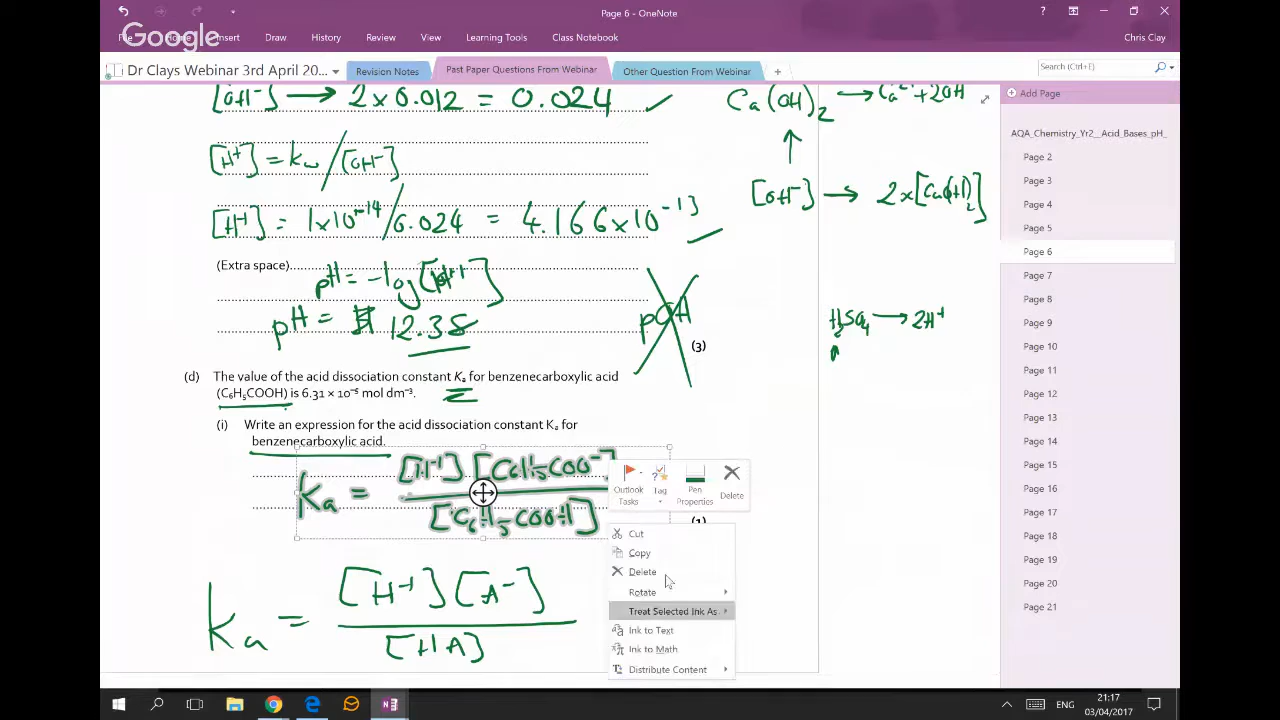 Page 6 - OneNote
Chris Clay
Google
Insert Draw History Review View Learning Tools Class Notebook
Dr Clays Webinar 3rd April 20... Revision Notes Past Paper Questions From Webinar Other Question From Webinar
Search (Ctrl+E)
Add Page
AQA_Chemistry_Yr2__Acid_Bases_pH_
Page 2
Page 3
Page 4
Page 5
Page 6
Page 7
Page 8
Page 9
Page 10
Page 11
Page 12
Page 13
Page 14
Page 15
Page 16
Page 17
Page 18
Page 19
Page 20
Page 21
[OH⁻] → 2 x 0.012 = 0.024 ✓
Ca(OH)₂ → Ca²⁺ + 2OH
↑
[OH⁻] → 2x[Ca(OH)₂]
[H⁺] = Kw / [OH⁻]
[H⁺] = 1x10⁻¹⁴ / 0.024 = 4.166x10⁻¹³
(Extra space)
pH = -log[H⁺]
pH = 12.38
pOH
(3)
H₂SO₄ → 2H⁺
(d) The value of the acid dissociation constant Kₐ for benzenecarboxylic acid
(C₆H₅COOH) is 6.31 × 10⁻⁵ mol dm⁻³.
(i) Write an expression for the acid dissociation constant Kₐ for
benzenecarboxylic acid.
Ka = [H⁺][C₆H₅COO⁻]
[C₆H₅COOH]
(1)
Ka = [H⁺][A⁻]
[HA]
Outlook Tasks Tag Pen Properties Delete
Cut
Copy
Delete
Rotate
Treat Selected Ink As
Ink to Text
Ink to Math
Distribute Content
ENG
21:17
03/04/2017